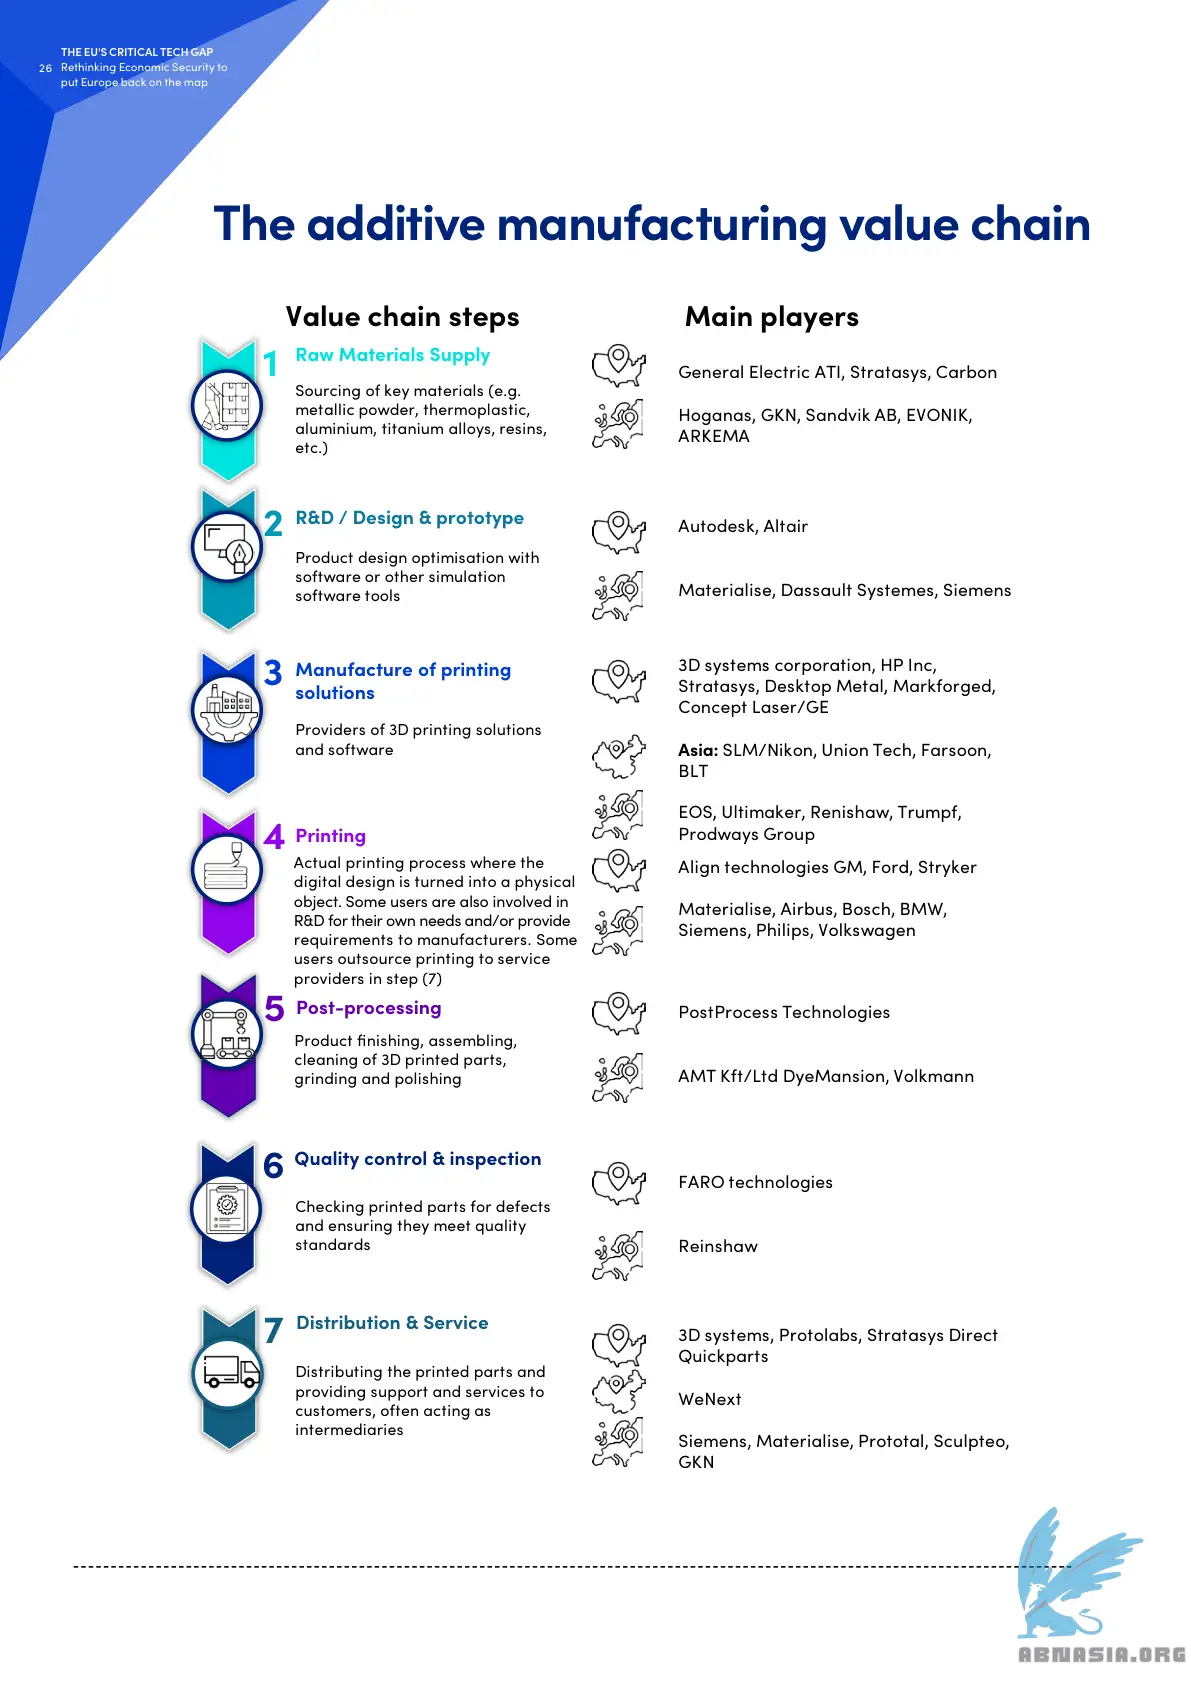 THE EU'S CRITICAL TECH GAP
26 Rethinking Economic Security to
put Europe back on the map
The additive manufacturing value chain
Value chain steps
Main players
1 Raw Materials Supply
Sourcing of key materials (e.g.
metallic powder, thermoplastic,
aluminium, titanium alloys, resins,
etc.)
General Electric ATI, Stratasys, Carbon
Hoganas, GKN, Sandvik AB, EVONIK,
ARKEMA
2 R&D / Design & prototype
Product design optimisation with
software or other simulation
software tools
Autodesk, Altair
Materialise, Dassault Systemes, Siemens
3 Manufacture of printing
solutions
Providers of 3D printing solutions
and software
3D systems corporation, HP Inc,
Stratasys, Desktop Metal, Markforged,
Concept Laser/GE
Asia: SLM/Nikon, Union Tech, Farsoon,
BLT
EOS, Ultimaker, Renishaw, Trumpf,
Prodways Group
4 Printing
Actual printing process where the
digital design is turned into a physical
object. Some users are also involved in
R&D for their own needs and/or provide
requirements to manufacturers. Some
users outsource printing to service
providers in step (7)
Align technologies GM, Ford, Stryker
Materialise, Airbus, Bosch, BMW,
Siemens, Philips, Volkswagen
5 Post-processing
Product finishing, assembling,
cleaning of 3D printed parts,
grinding and polishing
PostProcess Technologies
AMT Kft/Ltd DyeMansion, Volkmann
6 Quality control & inspection
Checking printed parts for defects
and ensuring they meet quality
standards
FARO technologies
Reinshaw
7 Distribution & Service
Distributing the printed parts and
providing support and services to
customers, often acting as
intermediaries
3D systems, Protolabs, Stratasys Direct
Quickparts
WeNext
Siemens, Materialise, Prototal, Sculpteo,
GKN
ABNASIA.ORG